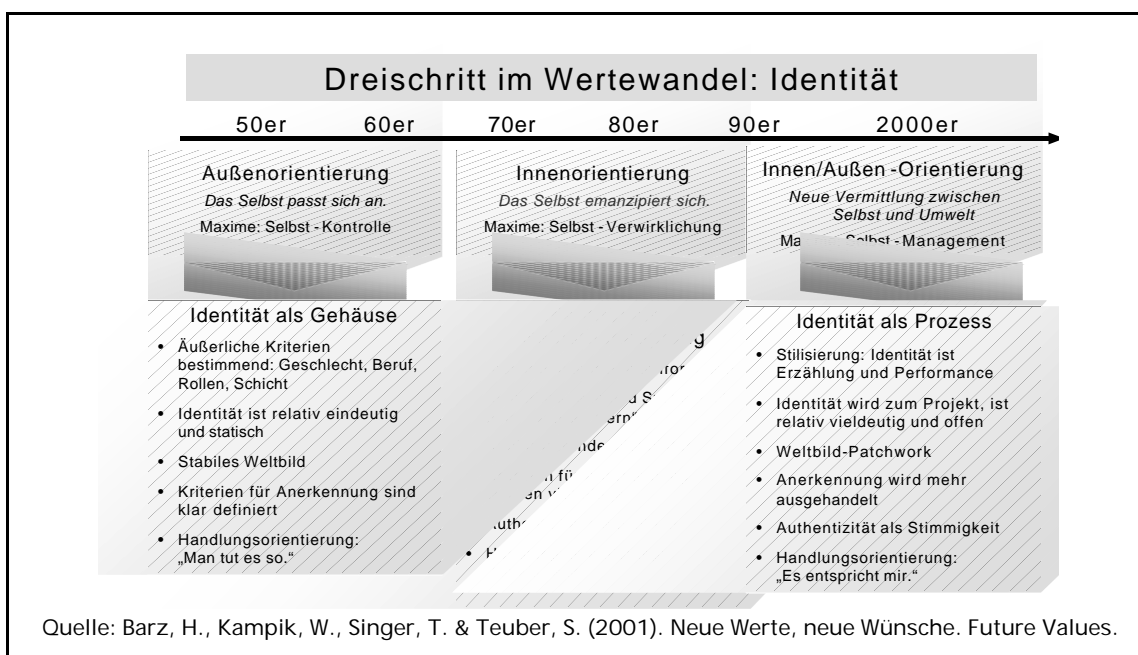 Dreischritt im Wertewandel: Identität
50er 60er 70er 80er 90er 2000er
Außenorientierung
Das Selbst passt sich an.
Maxime: Selbst - Kontrolle
Innenorientierung
Das Selbst emanzipiert sich.
Maxime: Selbst - Verwirklichung
Innen/Außen - Orientierung
Neue Vermittlung zwischen
Selbst und Umwelt
Selbst - Management
Identität als Gehäuse
• Äußerliche Kriterien
bestimmend: Geschlecht, Beruf,
Rollen, Schicht
• Identität ist relativ eindeutig
und statisch
• Stabiles Weltbild
• Kriterien für Anerkennung sind
klar definiert
• Handlungsorientierung:
„Man tut es so.“
Identität als Prozess
• Stilisierung: Identität ist
Erzählung und Performance
• Identität wird zum Projekt, ist
relativ vieldeutig und offen
• Weltbild-Patchwork
• Anerkennung wird mehr
ausgehandelt
• Authentizität als Stimmigkeit
• Handlungsorientierung:
„Es entspricht mir.“
Quelle: Barz, H., Kampik, W., Singer, T. & Teuber, S. (2001). Neue Werte, neue Wünsche. Future Values.